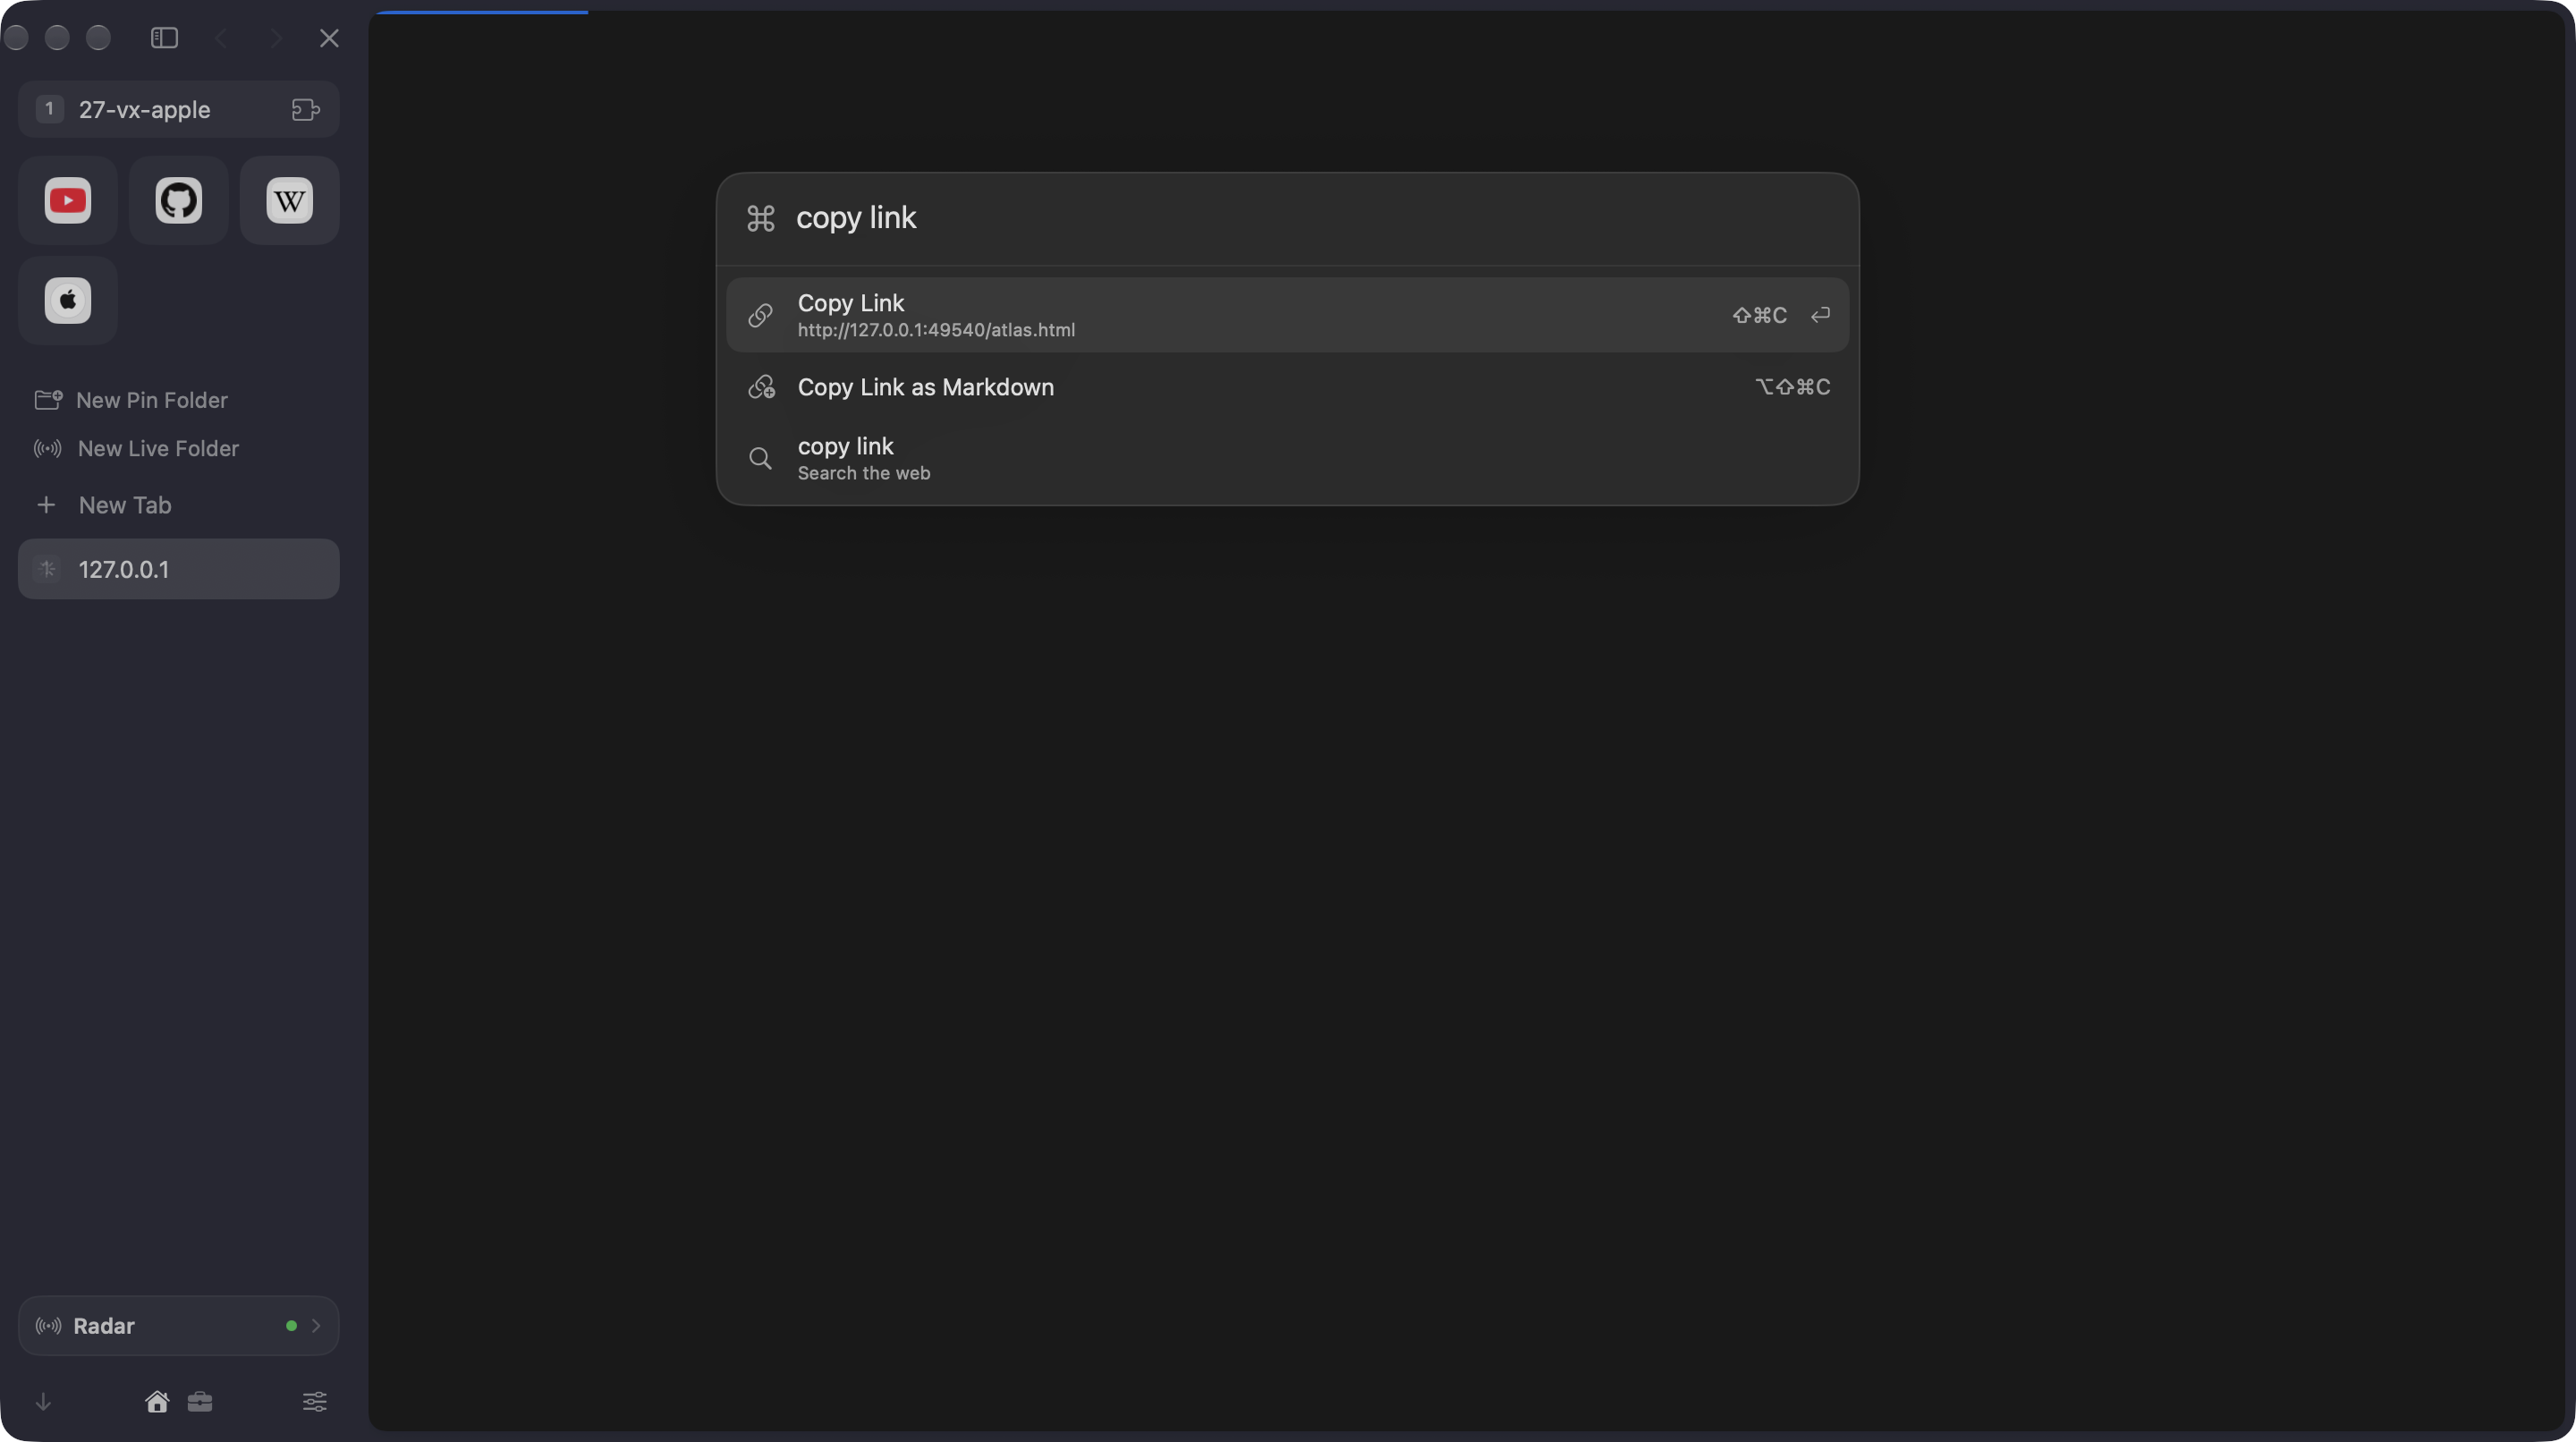 1 27-vx-apple
W
New Pin Folder
New Live Folder
New Tab
127.0.0.1
Radar
copy link
Copy Link
http://127.0.0.1:49540/atlas.html
⇧⌘C
Copy Link as Markdown
⌥⇧⌘C
copy link
Search the web